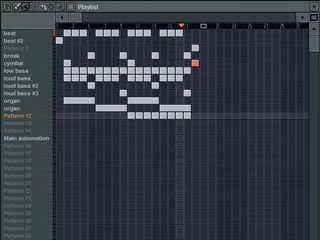 Playlist
beat
beat #2
Pattern 3
break
cymbal
low bass
loud bass
loud bass #2
loud bass #3
organ
organ
Pattern 12
Pattern 13
Pattern 14
Main automation
Pattern 16
Pattern 17
Pattern 18
Pattern 19
Pattern 20
Pattern 21
Pattern 22
Pattern 23
Pattern 24
Pattern 25
Pattern 26
Pattern 27
Pattern 28